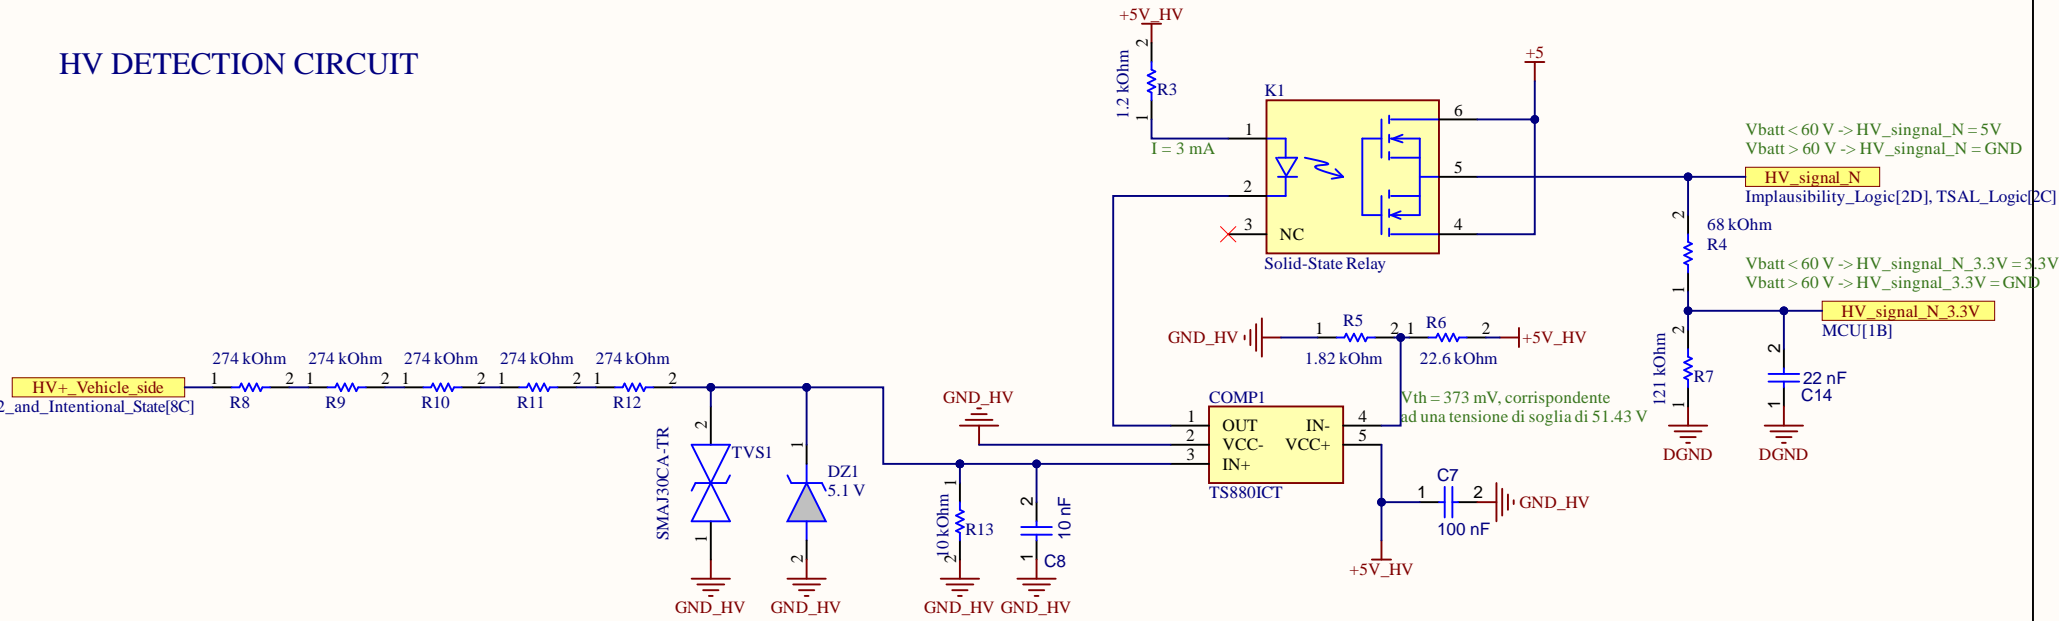 HV DETECTION CIRCUIT
+5V_HV
2
1.2 kOhm
R3
1
I = 3 mA
K1
1
2
3
NC
6
5
4
Solid-State Relay
+5
Vbatt < 60 V -> HV_singnal_N = 5V
Vbatt > 60 V -> HV_singnal_N = GND
HV_signal_N
Implausibility_Logic[2D], TSAL_Logic[2C]
2
68 kOhm
R4
1
Vbatt < 60 V -> HV_singnal_N_3.3V = 3.3V
Vbatt > 60 V -> HV_singnal_3.3V = GND
HV_signal_N_3.3V
MCU[1B]
2
121 kOhm
R7
1
DGND
2
22 nF
C14
1
DGND
GND_HV
1
R5
2
1.82 kOhm
1
R6
2
22.6 kOhm
+5V_HV
Vth = 373 mV, corrispondente
ad una tensione di soglia di 51.43 V
HV+_Vehicle_side
2_and_Intentional_State[8C]
274 kOhm
1
2
R8
274 kOhm
1
2
R9
274 kOhm
1
2
R10
274 kOhm
1
2
R11
274 kOhm
1
2
R12
2
TVS1
SMAJ30CA-TR
1
GND_HV
1
DZ1
5.1 V
2
GND_HV
GND_HV
COMP1
1
OUT
2
VCC-
3
IN+
IN-
4
VCC+
5
TS880ICT
1
10 kOhm
R13
2
GND_HV
2
10 nF
1
C8
GND_HV
C7
1
2
100 nF
GND_HV
+5V_HV